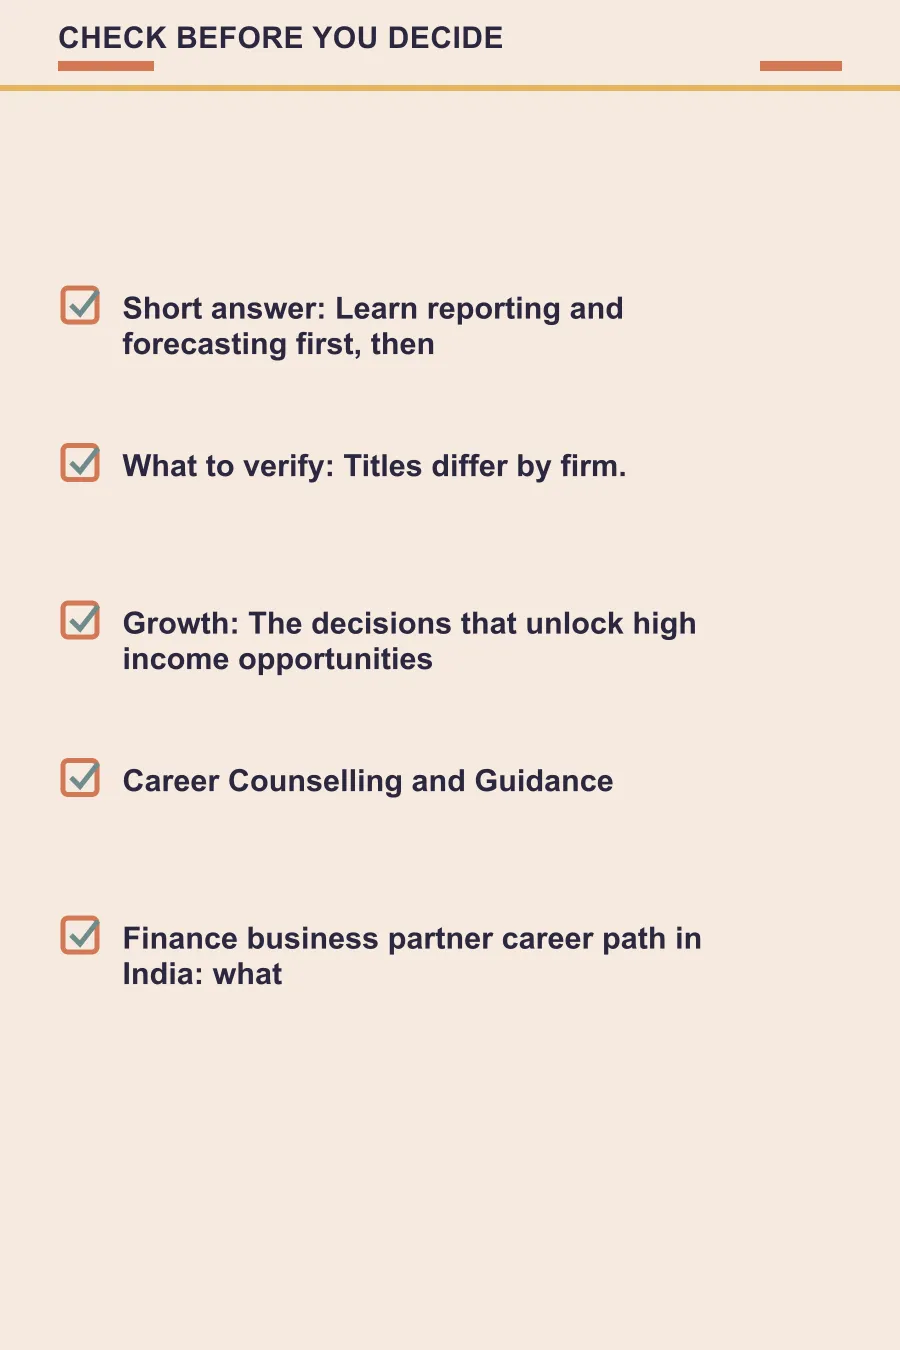 CHECK BEFORE YOU DECIDE
Short answer: Learn reporting and
forecasting first, then
What to verify: Titles differ by firm.
Growth: The decisions that unlock high
income opportunities
Career Counselling and Guidance
Finance business partner career path in
India: what